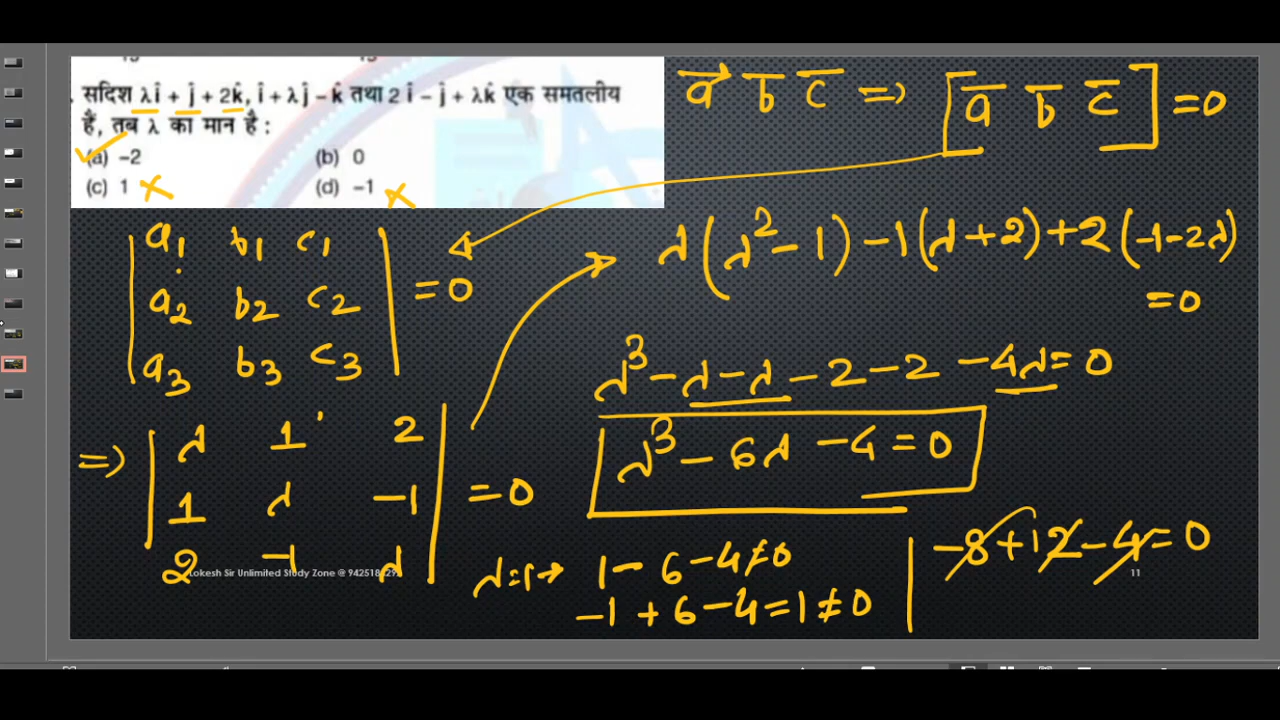 सदिश λî + ĵ + 2k̂, î + λĵ – k̂ तथा 2 î – ĵ + λk̂ एक समतलीय
हैं, तब λ का मान है :
(a) –2 (b) 0
(c) 1 (d) –1
a b c => [a b c] = 0
a1 b1 c1
a2 b2 c2 = 0
a3 b3 c3
=> λ 1 2
1 λ -1 = 0
2 -1 λ
λ(λ² - 1) - 1(λ + 2) + 2(-1 - 2λ)
= 0
λ³ - λ - λ - 2 - 2 - 4λ = 0
λ³ - 6λ - 4 = 0
λ = 1 → 1 - 6 - 4 ≠ 0
-1 + 6 - 4 = 1 ≠ 0
-8 + 12 - 4 = 0
Lokesh Sir Unlimited Study Zone @ 11